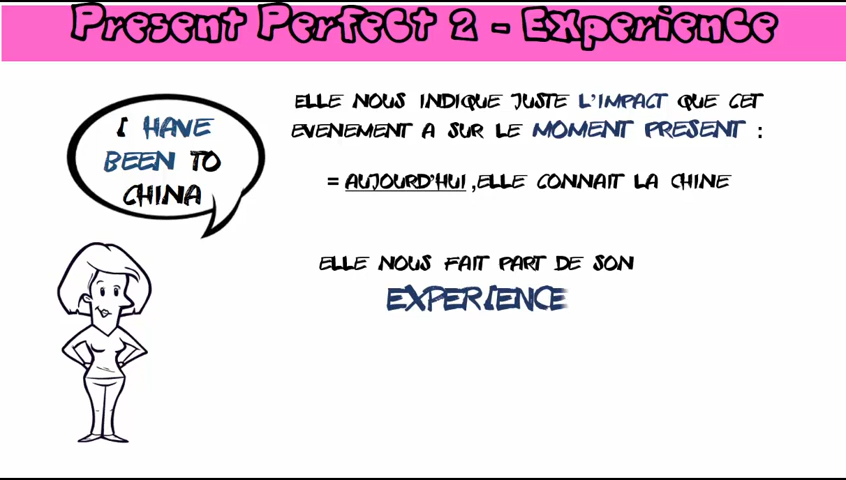 Present Perfect 2 - Experience
I HAVE
BEEN TO
CHINA
ELLE NOUS INDIQUE JUSTE L'IMPACT QUE CET
EVENEMENT A SUR LE MOMENT PRESENT :
= AUJOURD'HUI ,ELLE CONNAIT LA CHINE
ELLE NOUS FAIT PART DE SON
EXPERIENCE